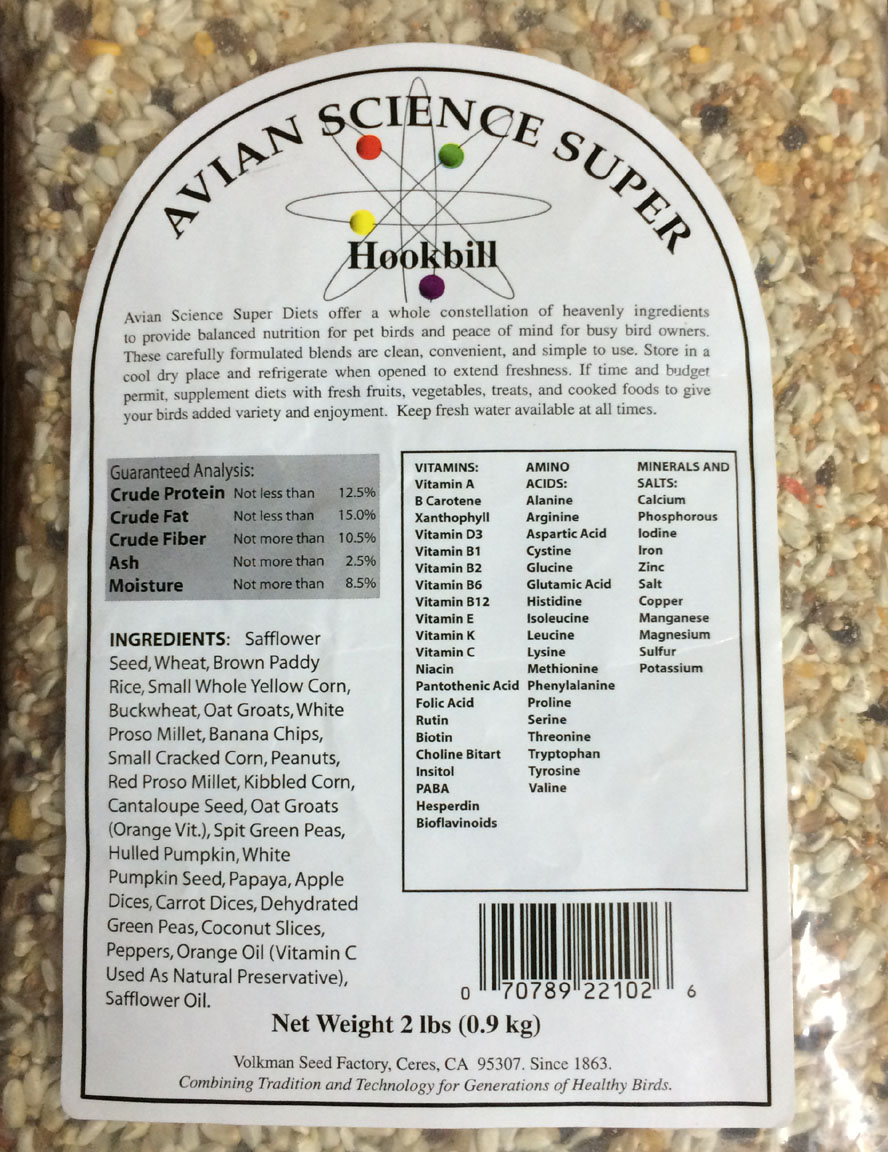 AVIAN SCIENCE SUPER
Hookbill
Avian Science Super Diets offer a whole constellation of heavenly ingredients
to provide balanced nutrition for pet birds and peace of mind for busy bird owners.
These carefully formulated blends are clean, convenient, and simple to use. Store in a
cool dry place and refrigerate when opened to extend freshness. If time and budget
permit, supplement diets with fresh fruits, vegetables, treats, and cooked foods to give
your birds added variety and enjoyment. Keep fresh water available at all times.
Guaranteed Analysis:
Crude Protein Not less than 12.5%
Crude Fat Not less than 15.0%
Crude Fiber Not more than 10.5%
Ash Not more than 2.5%
Moisture Not more than 8.5%
INGREDIENTS: Safflower
Seed, Wheat, Brown Paddy
Rice, Small Whole Yellow Corn,
Buckwheat, Oat Groats, White
Proso Millet, Banana Chips,
Small Cracked Corn, Peanuts,
Red Proso Millet, Kibbled Corn,
Cantaloupe Seed, Oat Groats
(Orange Vit.), Spit Green Peas,
Hulled Pumpkin, White
Pumpkin Seed, Papaya, Apple
Dices, Carrot Dices, Dehydrated
Green Peas, Coconut Slices,
Peppers, Orange Oil (Vitamin C
Used As Natural Preservative),
Safflower Oil.
VITAMINS:
Vitamin A
B Carotene
Xanthophyll
Vitamin D3
Vitamin B1
Vitamin B2
Vitamin B6
Vitamin B12
Vitamin E
Vitamin K
Vitamin C
Niacin
Pantothenic Acid
Folic Acid
Rutin
Biotin
Choline Bitart
Insitol
PABA
Hesperdin
Bioflavinoids
AMINO
ACIDS:
Alanine
Arginine
Aspartic Acid
Cystine
Glucine
Glutamic Acid
Histidine
Isoleucine
Leucine
Lysine
Methionine
Phenylalanine
Proline
Serine
Threonine
Tryptophan
Tyrosine
Valine
MINERALS AND
SALTS:
Calcium
Phosphorous
Iodine
Iron
Zinc
Salt
Copper
Manganese
Magnesium
Sulfur
Potassium
0 70789 22102 6
Net Weight 2 lbs (0.9 kg)
Volkman Seed Factory, Ceres, CA 95307. Since 1863.
Combining Tradition and Technology for Generations of Healthy Birds.